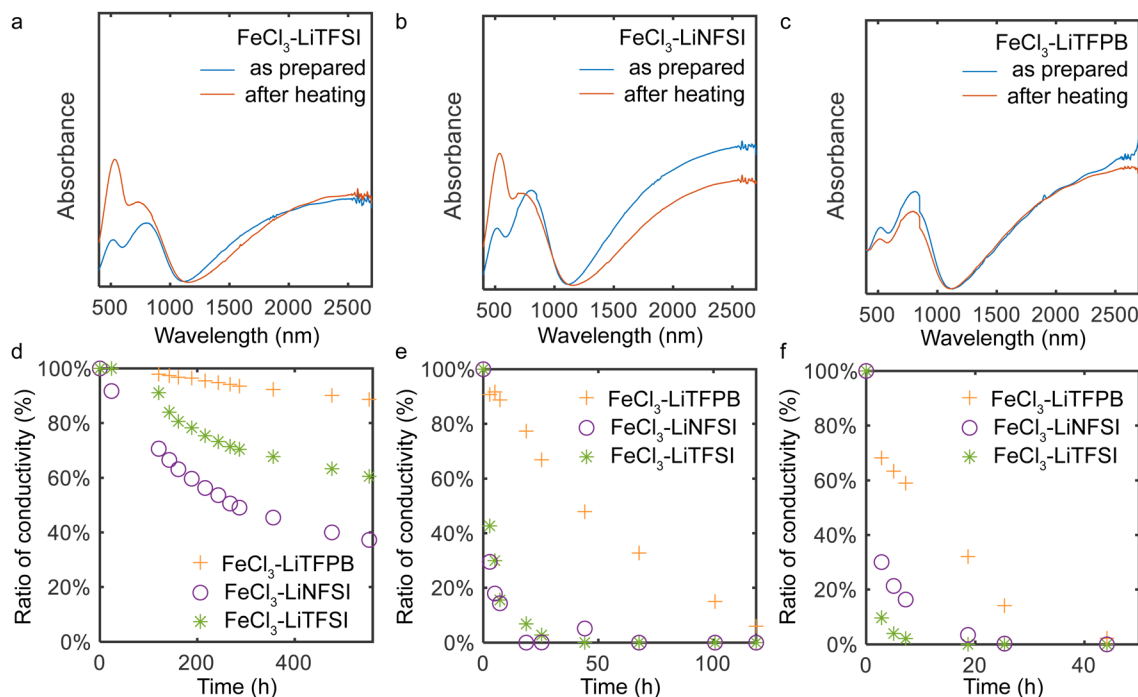 a
FeCl₃-LiTFSI
as prepared
after heating
Absorbance
500 1000 1500 2000 2500
Wavelength (nm)
b
FeCl₃-LiNFSI
as prepared
after heating
Absorbance
500 1000 1500 2000 2500
Wavelength (nm)
c
FeCl₃-LiTFPB
as prepared
after heating
Absorbance
500 1000 1500 2000 2500
Wavelength (nm)
d
Ratio of conductivity (%)
100%
80%
60%
40%
20%
0%
FeCl₃-LiTFPB
FeCl₃-LiNFSI
FeCl₃-LiTFSI
0 200 400
Time (h)
e
Ratio of conductivity (%)
100%
80%
60%
40%
20%
0%
FeCl₃-LiTFPB
FeCl₃-LiNFSI
FeCl₃-LiTFSI
0 50 100
Time (h)
f
Ratio of conductivity (%)
100%
80%
60%
40%
20%
0%
FeCl₃-LiTFPB
FeCl₃-LiNFSI
FeCl₃-LiTFSI
0 20 40
Time (h)